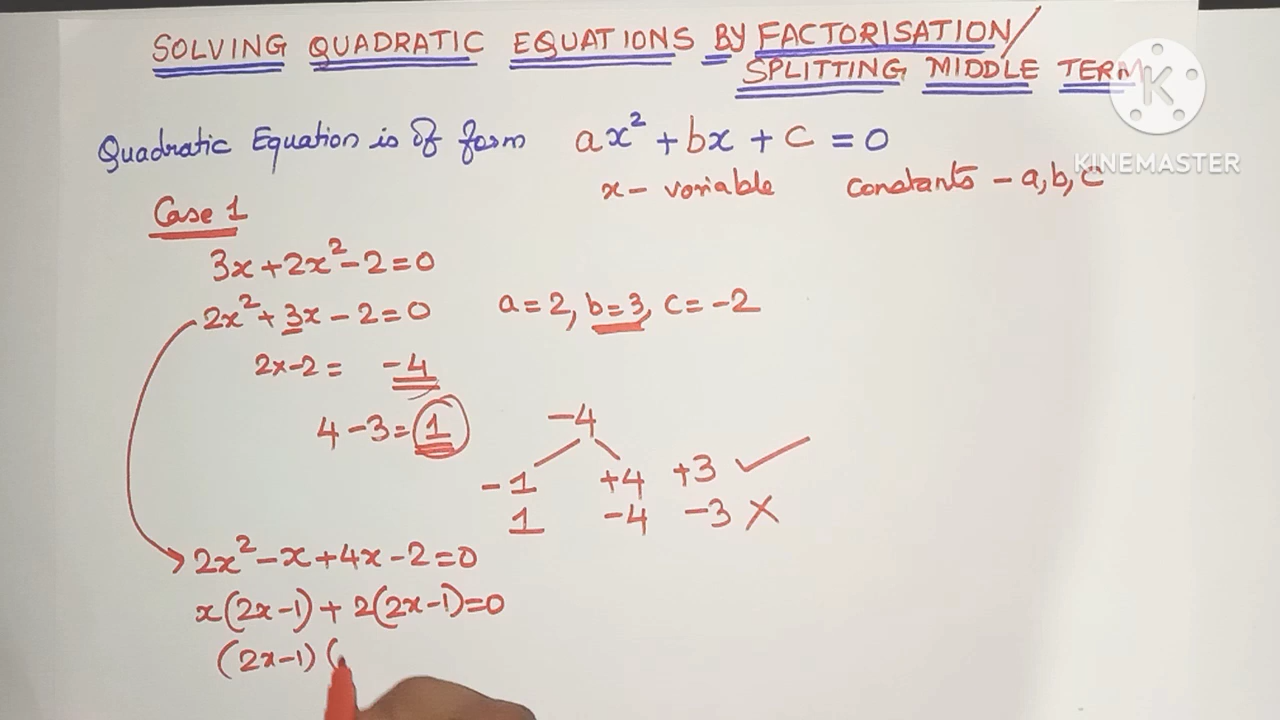 SOLVING QUADRATIC EQUATIONS BY FACTORISATION/
SPLITTING MIDDLE TERM
K
KINEMASTER
Quadratic Equation is of form ax² + bx + c = 0
x - variable constants - a, b, c
Case 1
3x + 2x² - 2 = 0
2x² + 3x - 2 = 0 a = 2, b = 3, c = -2
2x-2 = -4
4 - 3 = 1
-4
-1 +4 +3 ✓
1 -4 -3 X
2x² - x + 4x - 2 = 0
x(2x - 1) + 2(2x - 1) = 0
(2x - 1) (